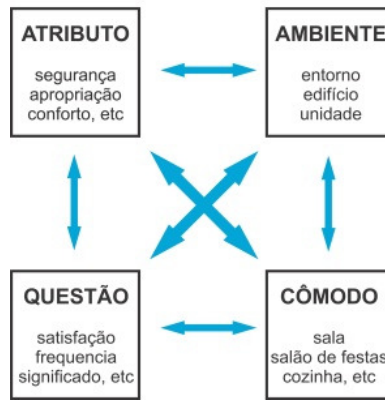 ATRIBUTO
segurança
apropriação
conforto, etc
AMBIENTE
entorno
edifício
unidade
QUESTÃO
satisfação
frequencia
significado, etc
CÔMODO
sala
salão de festas
cozinha, etc